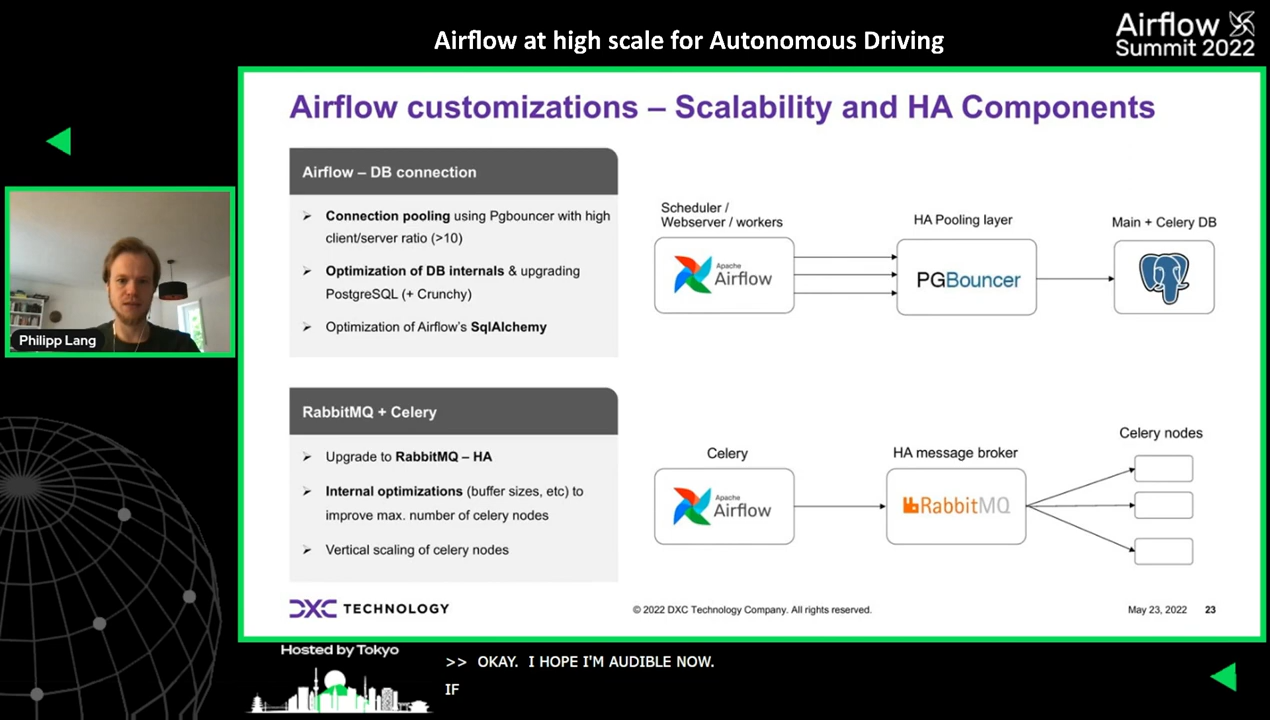 Airflow at high scale for Autonomous Driving
Airflow
Summit 2022
Airflow customizations – Scalability and HA Components
Airflow – DB connection
Connection pooling using Pgbouncer with high
client/server ratio (>10)
Optimization of DB internals & upgrading
PostgreSQL (+ Crunchy)
Optimization of Airflow's SqlAlchemy
Scheduler /
Webserver / workers
Apache
Airflow
HA Pooling layer
PGBouncer
Main + Celery DB
Philipp Lang
RabbitMQ + Celery
Upgrade to RabbitMQ – HA
Internal optimizations (buffer sizes, etc) to
improve max. number of celery nodes
Vertical scaling of celery nodes
Celery
Apache
Airflow
HA message broker
RabbitMQ
Celery nodes
DXC TECHNOLOGY
© 2022 DXC Technology Company. All rights reserved.
May 23, 2022 23
Hosted by Tokyo
>> OKAY. I HOPE I'M AUDIBLE NOW.
IF